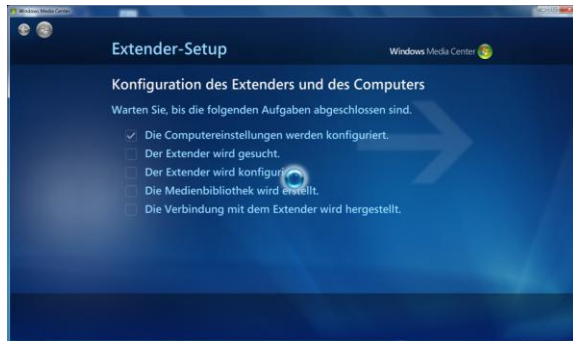 Windows Media Center
Extender-Setup
Windows Media Center
Konfiguration des Extenders und des Computers
Warten Sie, bis die folgenden Aufgaben abgeschlossen sind.
Die Computereinstellungen werden konfiguriert.
Der Extender wird gesucht.
Der Extender wird konfiguriert.
Die Medienbibliothek wird erstellt.
Die Verbindung mit dem Extender wird hergestellt.